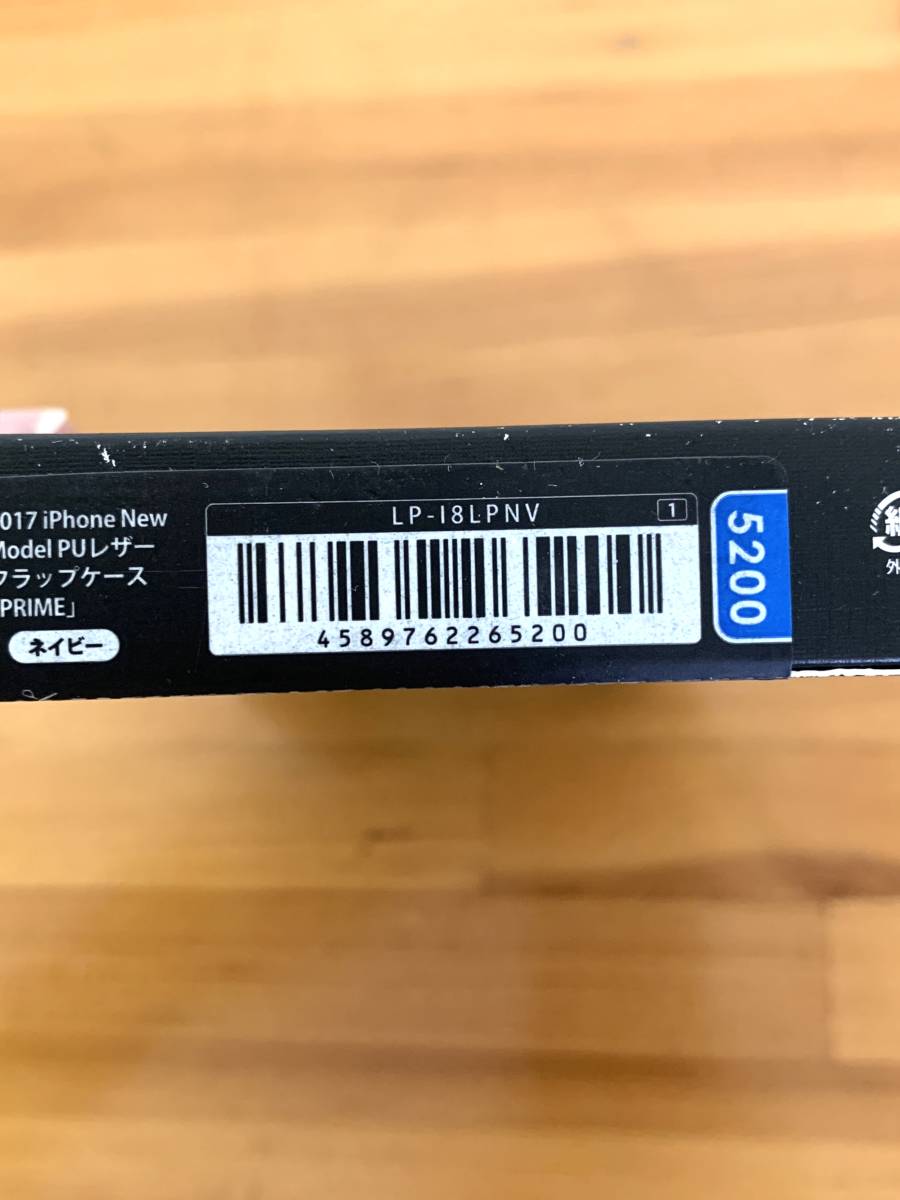 017 iPhone New
Model PUレザー
フラップケース
PRIME」
ネイビー
LP-I8LPNV
1
4589762265200
5200
外